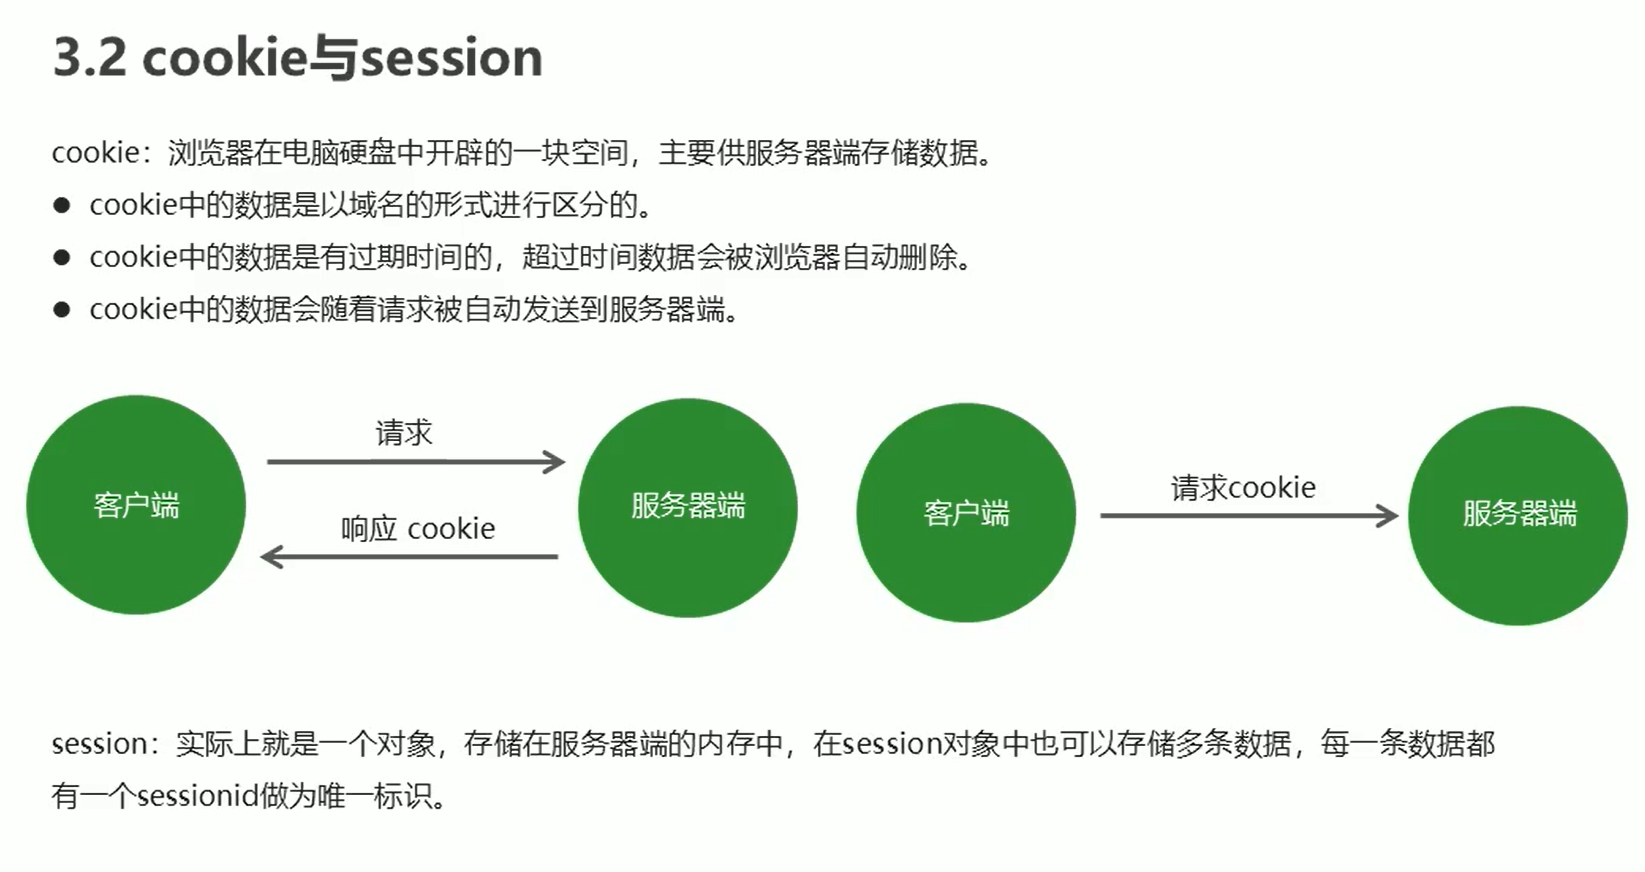 3.2 cookie与session
cookie：浏览器在电脑硬盘中开辟的一块空间，主要供服务器端存储数据。
● cookie中的数据是以域名的形式进行区分的。
● cookie中的数据是有过期时间的，超过时间数据会被浏览器自动删除。
● cookie中的数据会随着请求被自动发送到服务器端。
客户端
请求
响应 cookie
服务器端
客户端
请求cookie
服务器端
session：实际上就是一个对象，存储在服务器端的内存中，在session对象中也可以存储多条数据，每一条数据都
有一个sessionid做为唯一标识。